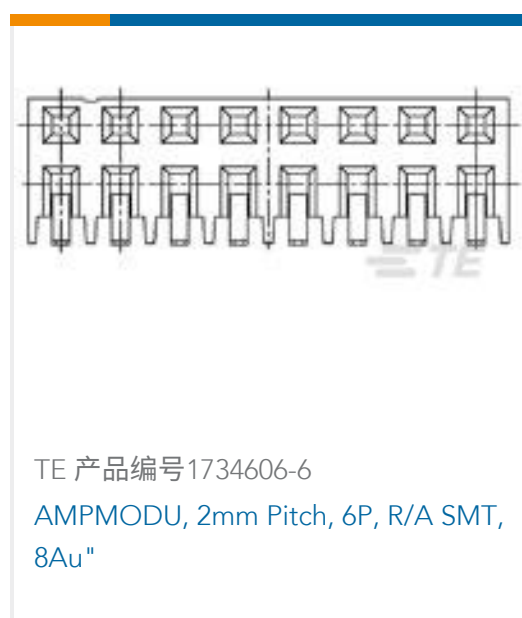 TE
TE 产品编号1734606-6
AMPMODU, 2mm Pitch, 6P, R/A SMT,
8Au"